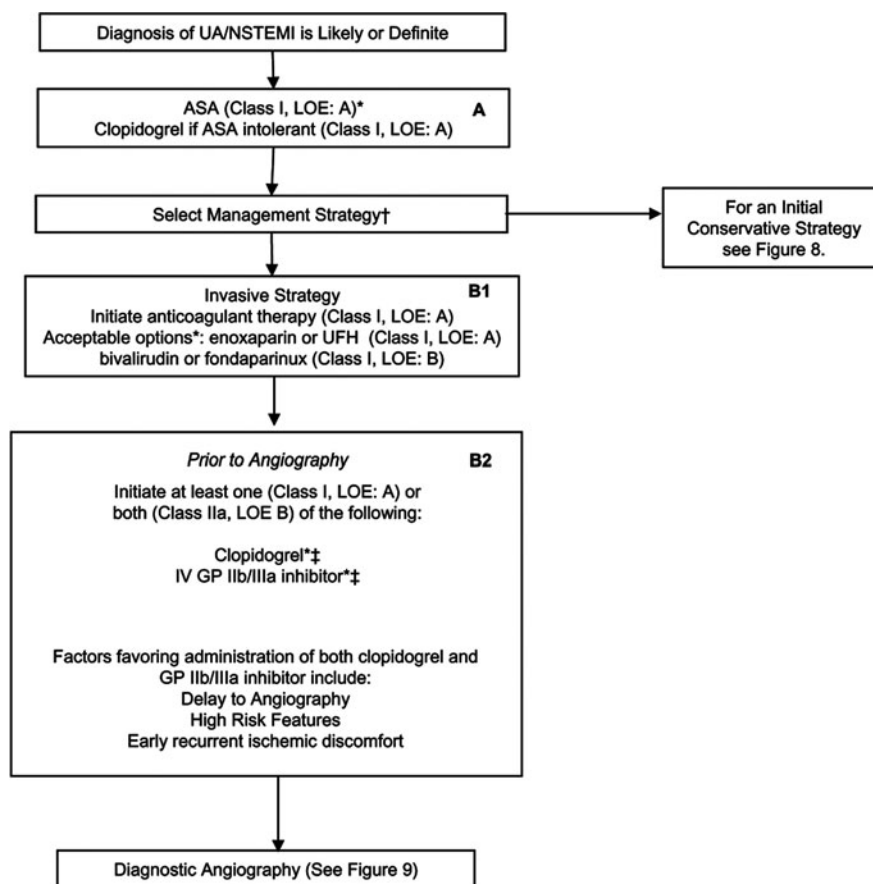 Diagnosis of UA/NSTEMI is Likely or Definite
ASA (Class I, LOE: A)*
A
Clopidogrel if ASA intolerant (Class I, LOE: A)
Select Management Strategy†
For an Initial
Conservative Strategy
see Figure 8.
B1
Invasive Strategy
Initiate anticoagulant therapy (Class I, LOE: A)
Acceptable options*: enoxaparin or UFH (Class I, LOE: A)
bivalirudin or fondaparinux (Class I, LOE: B)
Prior to Angiography
B2
Initiate at least one (Class I, LOE: A) or
both (Class IIa, LOE B) of the following:
Clopidogrel*‡
IV GP IIb/IIIa inhibitor*‡
Factors favoring administration of both clopidogrel and
GP IIb/IIIa inhibitor include:
Delay to Angiography
High Risk Features
Early recurrent ischemic discomfort
Diagnostic Angiography (See Figure 9)